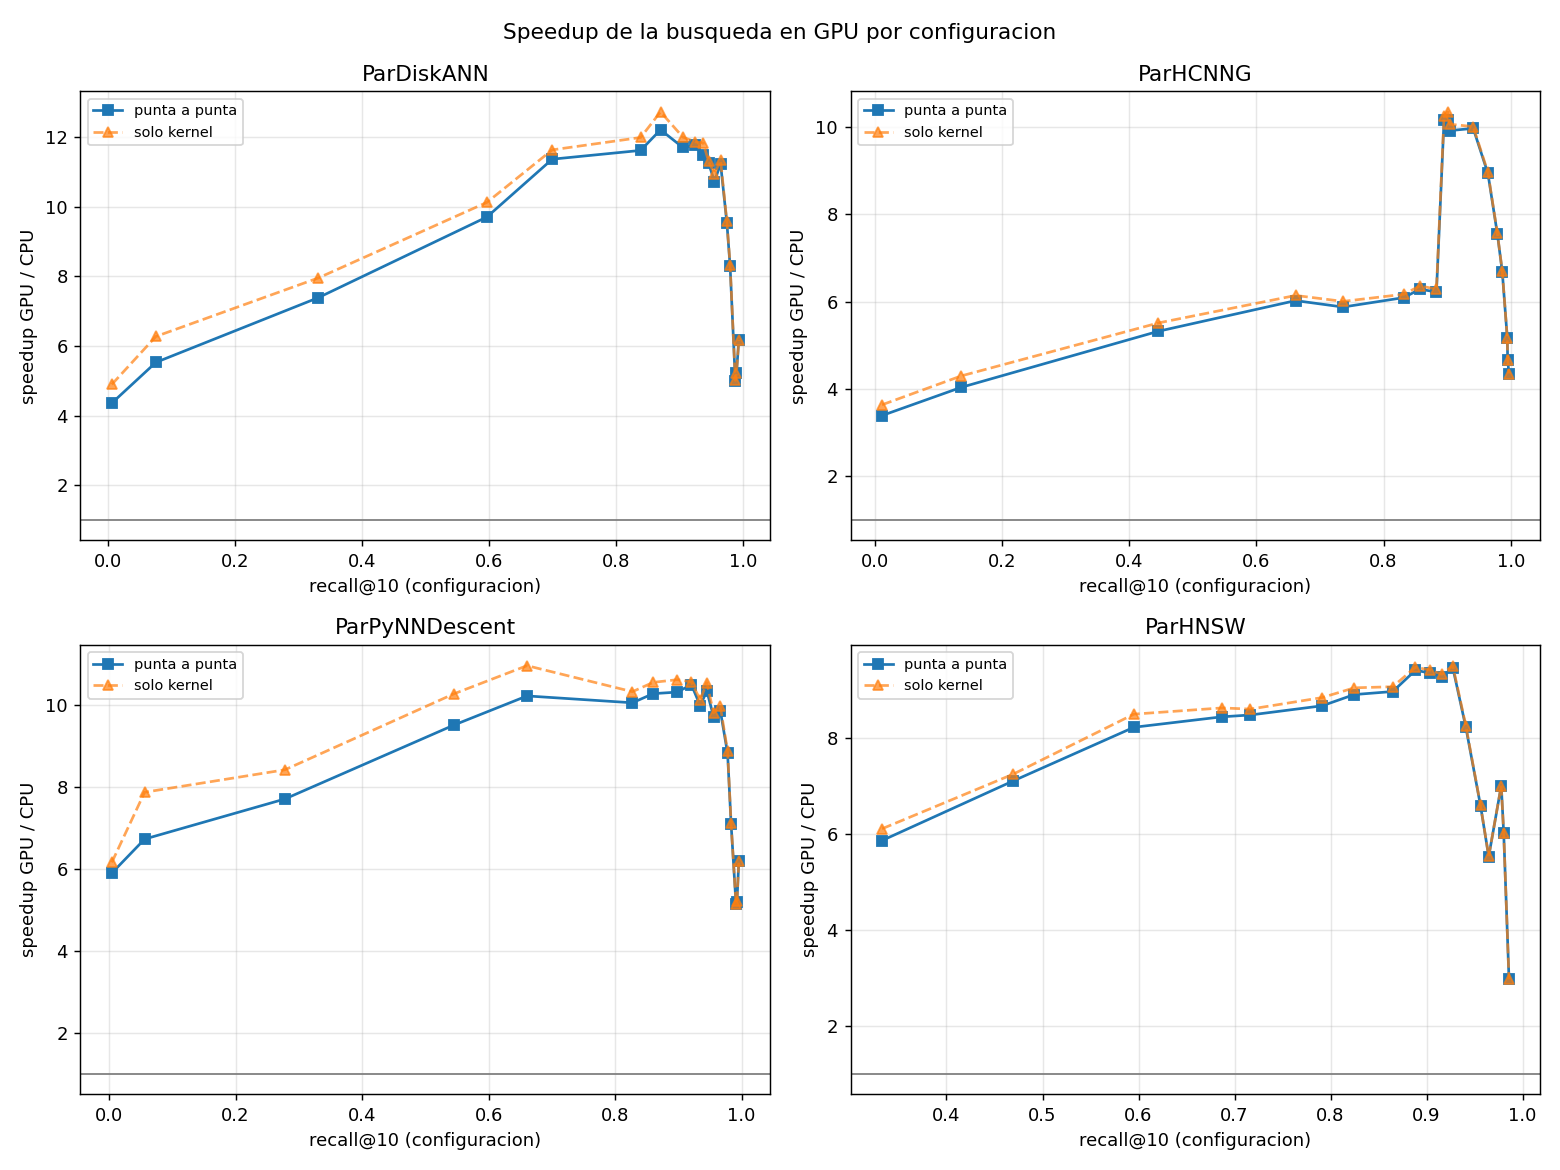 Speedup de la busqueda en GPU por configuracion
ParDiskANN
punta a punta
solo kernel
speedup GPU / CPU
12
10
8
6
4
2
0.0 0.2 0.4 0.6 0.8 1.0
recall@10 (configuracion)
ParHCNNG
punta a punta
solo kernel
speedup GPU / CPU
10
8
6
4
2
0.0 0.2 0.4 0.6 0.8 1.0
recall@10 (configuracion)
ParPyNNDescent
punta a punta
solo kernel
speedup GPU / CPU
10
8
6
4
2
0.0 0.2 0.4 0.6 0.8 1.0
recall@10 (configuracion)
ParHNSW
punta a punta
solo kernel
speedup GPU / CPU
8
6
4
2
0.4 0.5 0.6 0.7 0.8 0.9 1.0
recall@10 (configuracion)